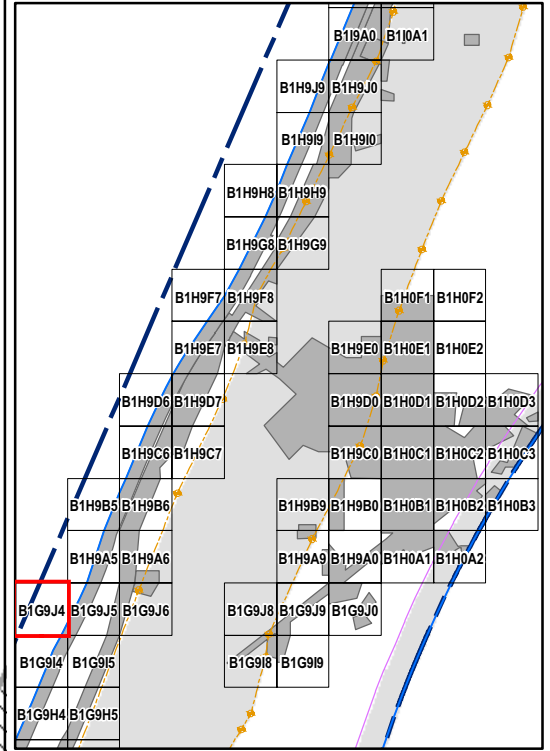 B1I9A0 B1I0A1
B1H9J9 B1H9J0
B1H9I9 B1H9I0
B1H9H8 B1H9H9
B1H9G8 B1H9G9
B1H9F7 B1H9F8 B1H0F1 B1H0F2
B1H9E7 B1H9E8 B1H9E0 B1H0E1 B1H0E2
B1H9D6 B1H9D7 B1H9D0 B1H0D1 B1H0D2 B1H0D3
B1H9C6 B1H9C7 B1H9C0 B1H0C1 B1H0C2 B1H0C3
B1H9B5 B1H9B6 B1H9B9 B1H9B0 B1H0B1 B1H0B2 B1H0B3
B1H9A5 B1H9A6 B1H9A9 B1H9A0 B1H0A1 B1H0A2
B1G9J4 B1G9J5 B1G9J6 B1G9J8 B1G9J9 B1G9J0
B1G9I4 B1G9I5 B1G9I8 B1G9I9
B1G9H4 B1G9H5